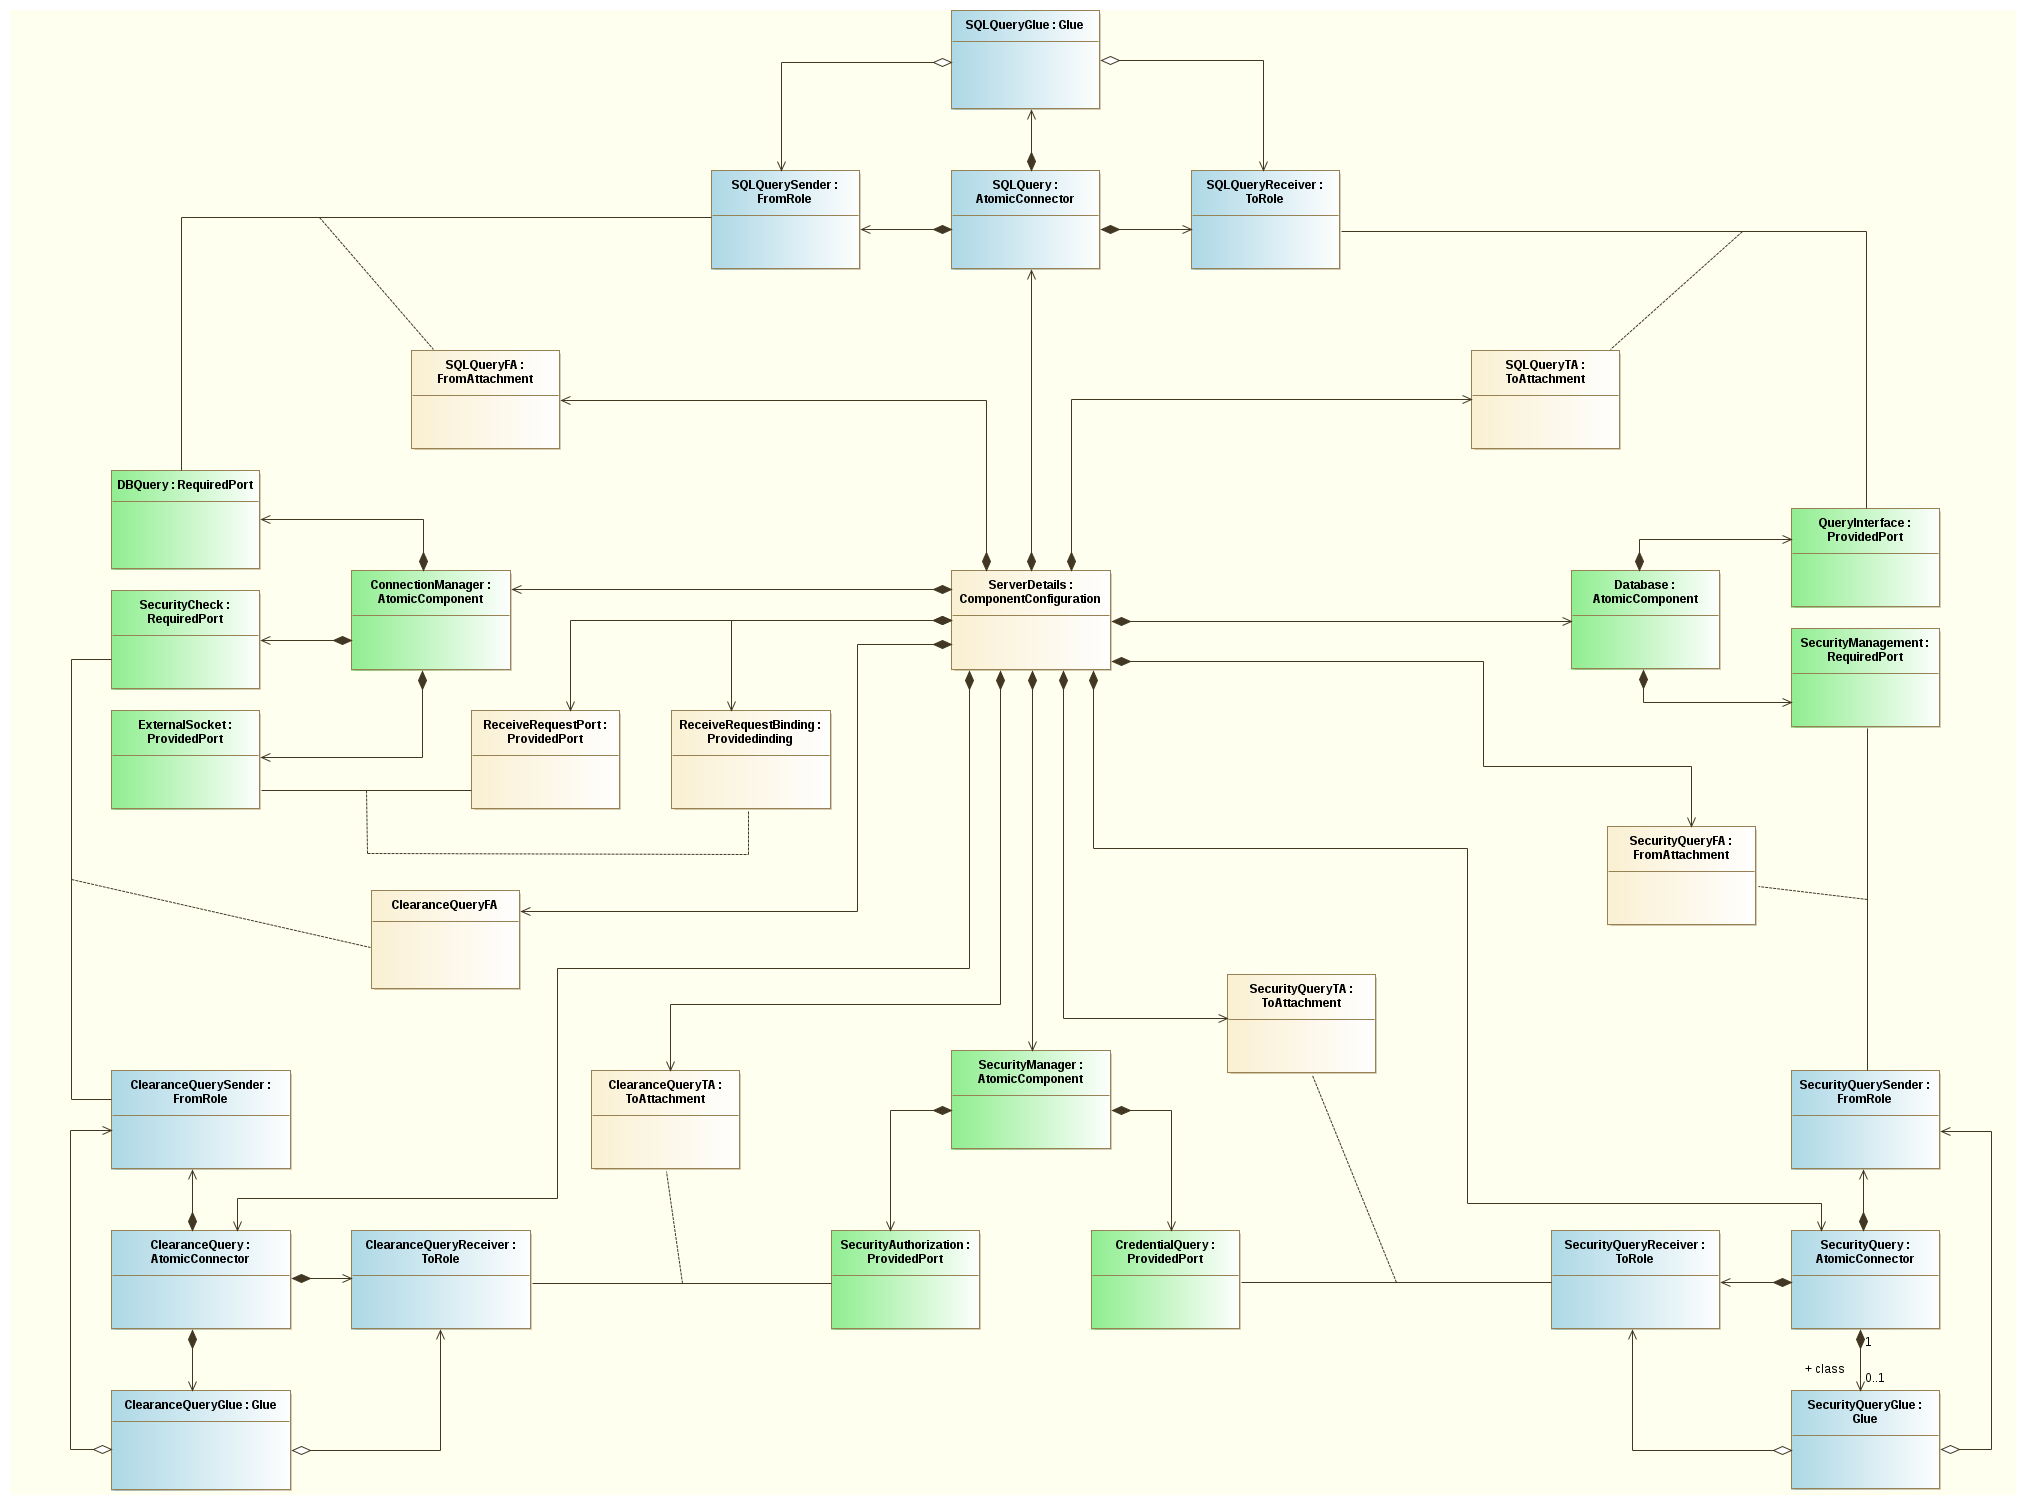 SQLQueryGlue : Glue
SQLQuerySender :
FromRole
SQLQuery :
AtomicConnector
SQLQueryReceiver :
ToRole
SQLQueryFA :
FromAttachment
SQLQueryTA :
ToAttachment
DBQuery : RequiredPort
QueryInterface :
ProvidedPort
ConnectionManager :
AtomicComponent
ServerDetails :
ComponentConfiguration
Database :
AtomicComponent
SecurityCheck :
RequiredPort
SecurityManagement :
RequiredPort
ExternalSocket :
ProvidedPort
ReceiveRequestPort :
ProvidedPort
ReceiveRequestBinding :
Providedinding
SecurityQueryFA :
FromAttachment
ClearanceQueryFA
SecurityQueryTA :
ToAttachment
ClearanceQuerySender :
FromRole
ClearanceQueryTA :
ToAttachment
SecurityManager :
AtomicComponent
SecurityQuerySender :
FromRole
ClearanceQuery :
AtomicConnector
ClearanceQueryReceiver :
ToRole
SecurityAuthorization :
ProvidedPort
CredentialQuery :
ProvidedPort
SecurityQueryReceiver :
ToRole
SecurityQuery :
AtomicConnector
1
+ class
0..1
ClearanceQueryGlue : Glue
SecurityQueryGlue :
Glue